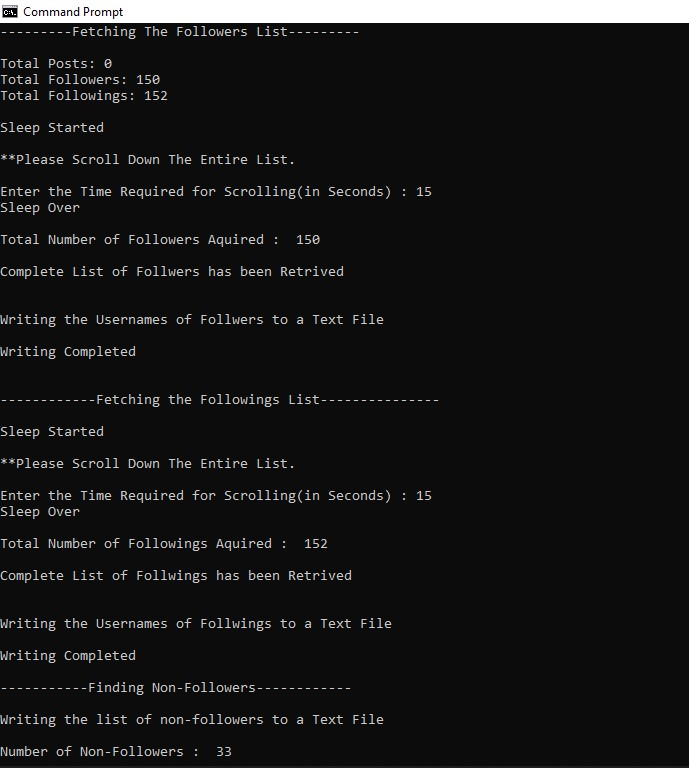 Command Prompt
---------Fetching The Followers List---------
Total Posts: 0
Total Followers: 150
Total Followings: 152
Sleep Started
**Please Scroll Down The Entire List.
Enter the Time Required for Scrolling(in Seconds) : 15
Sleep Over
Total Number of Followers Aquired :  150
Complete List of Follwers has been Retrived
Writing the Usernames of Follwers to a Text File
Writing Completed
------------Fetching the Followings List---------------
Sleep Started
**Please Scroll Down The Entire List.
Enter the Time Required for Scrolling(in Seconds) : 15
Sleep Over
Total Number of Followings Aquired :  152
Complete List of Follwings has been Retrived
Writing the Usernames of Follwings to a Text File
Writing Completed
-----------Finding Non-Followers------------
Writing the list of non-followers to a Text File
Number of Non-Followers :  33